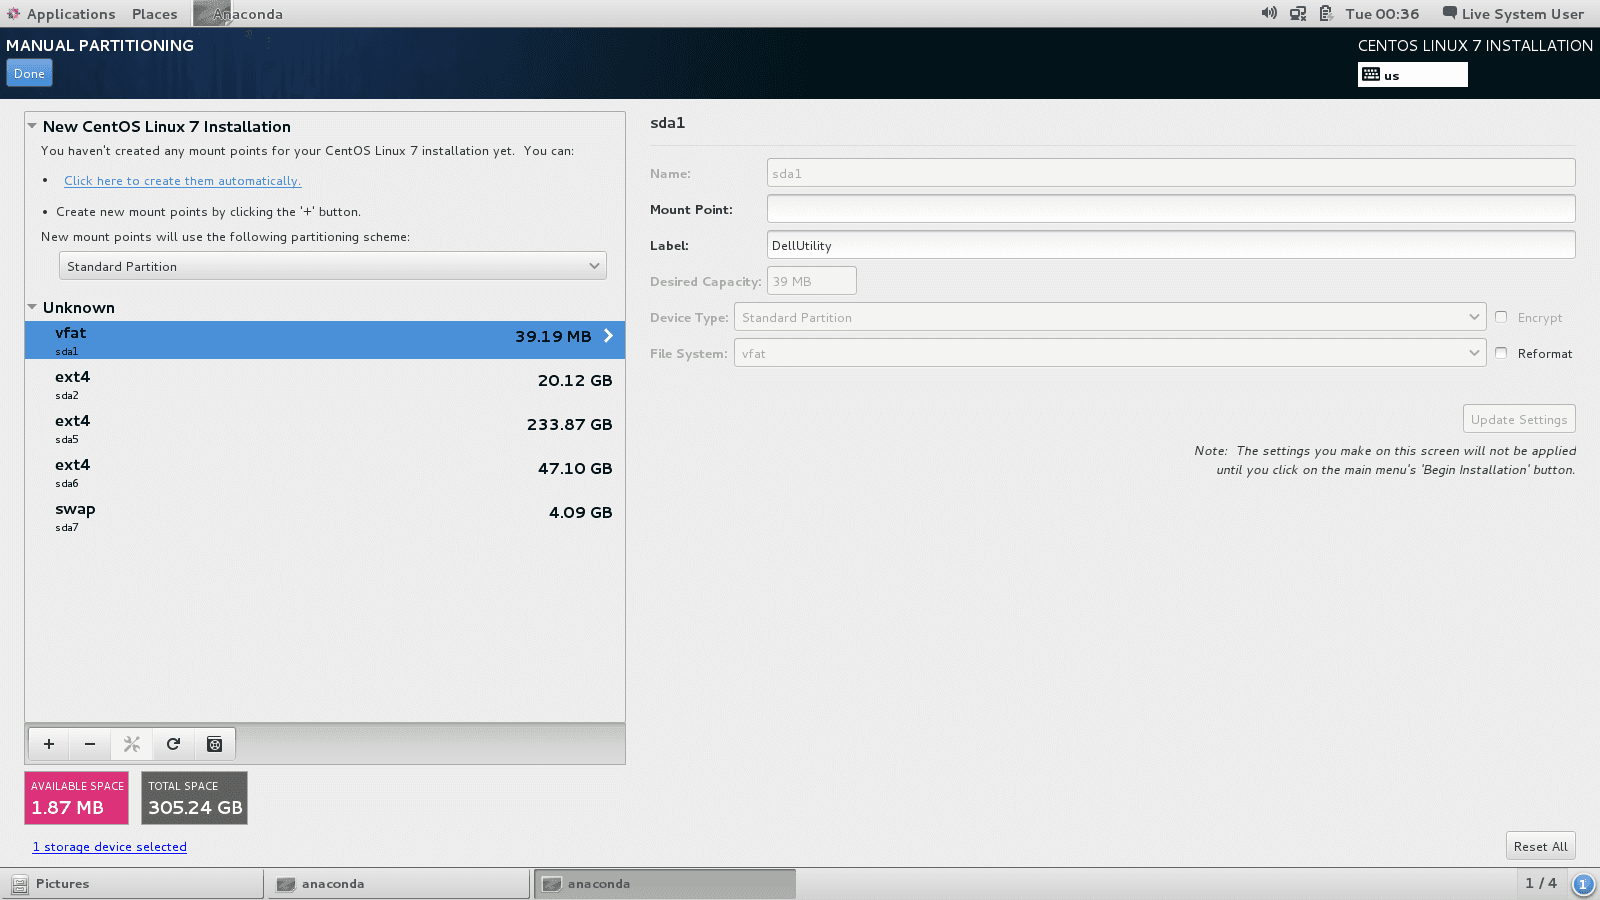 Applications Places Anaconda Tue 00:36 Live System User
MANUAL PARTITIONING
CENTOS LINUX 7 INSTALLATION
Done
us
New CentOS Linux 7 Installation
You haven't created any mount points for your CentOS Linux 7 installation yet. You can:
• Click here to create them automatically.
• Create new mount points by clicking the '+' button.
New mount points will use the following partitioning scheme:
Standard Partition
Unknown
vfat 39.19 MB
sda1
ext4 20.12 GB
sda2
ext4 233.87 GB
sda5
ext4 47.10 GB
sda6
swap 4.09 GB
sda7
+ −
AVAILABLE SPACE
1.87 MB
TOTAL SPACE
305.24 GB
1 storage device selected
sda1
Name: sda1
Mount Point:
Label: DellUtility
Desired Capacity: 39 MB
Device Type: Standard Partition Encrypt
File System: vfat Reformat
Update Settings
Note: The settings you make on this screen will not be applied
until you click on the main menu's 'Begin Installation' button.
Reset All
Pictures anaconda anaconda 1 / 4 1